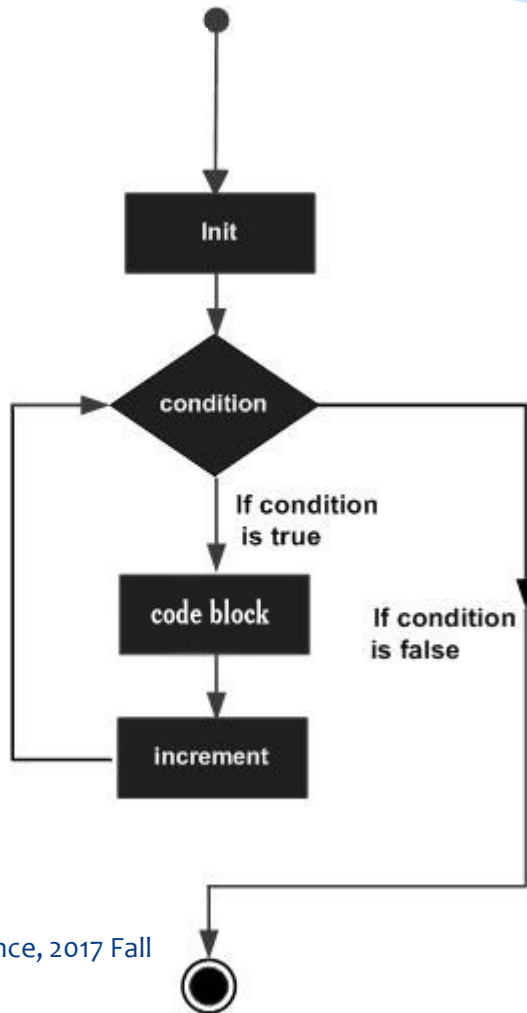 Init
condition
If condition
is true
code block
If condition
is false
increment
nce, 2017 Fall